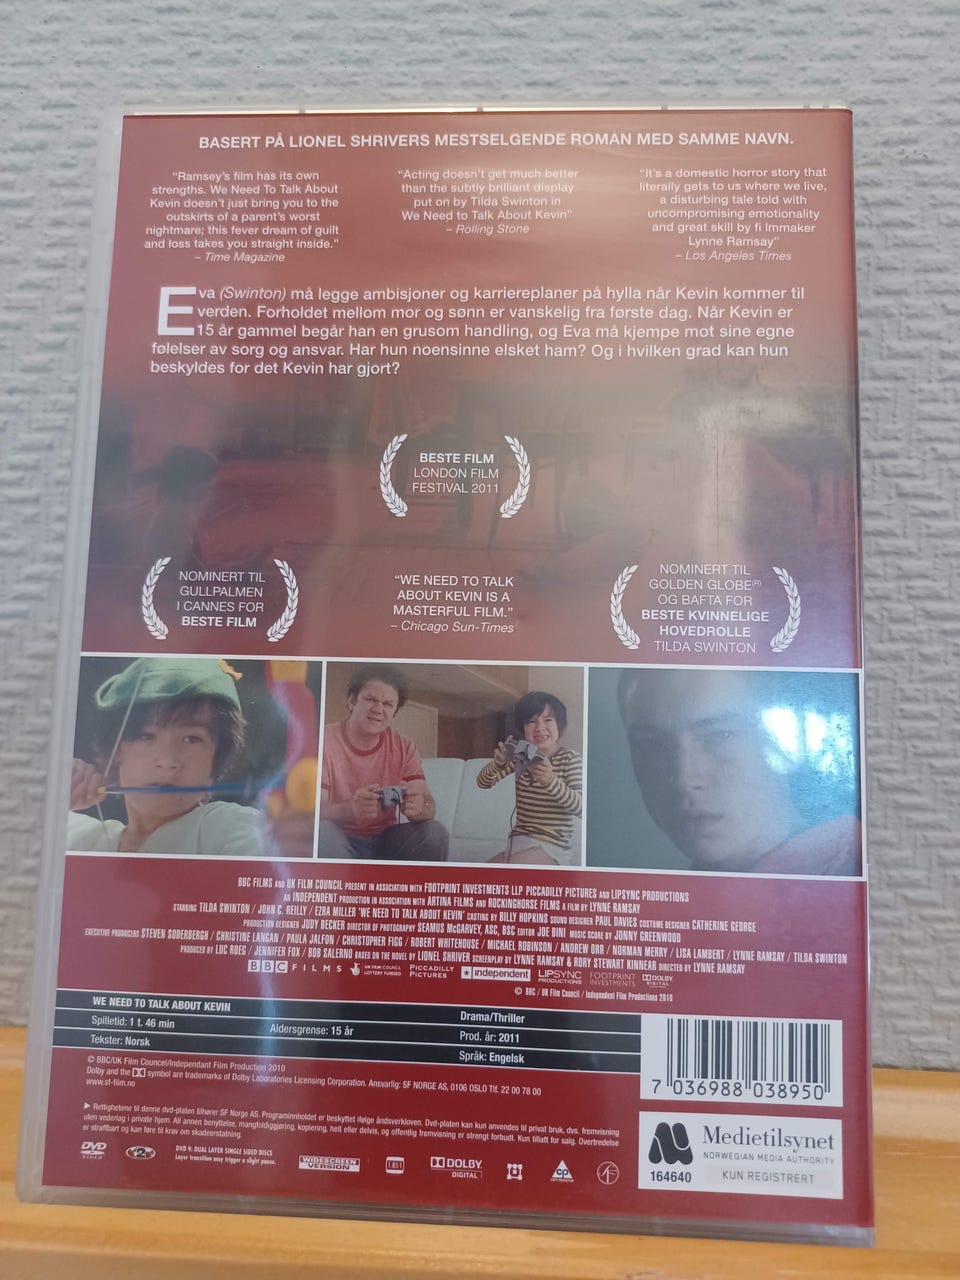 BASERT PÅ LIONEL SHRIVERS MESTSELGENDE ROMAN MED SAMME NAVN.
"Ramsey's film has its own
strengths. We Need To Talk About
Kevin doesn't just bring you to the
outskirts of a parent's worst
nightmare; this fever dream of guilt
and loss takes you straight inside."
– Time Magazine
"Acting doesn't get much better
than the subtly brilliant display
put on by Tilda Swinton in
We Need to Talk About Kevin"
– Rolling Stone
"It's a domestic horror story that
literally gets to us where we live,
a disturbing tale told with
uncompromising emotionality
and great skill by fi lmmaker
Lynne Ramsay"
– Los Angeles Times
Eva (Swinton) må legge ambisjoner og karriereplaner på hylla når Kevin kommer til
verden. Forholdet mellom mor og sønn er vanskelig fra første dag. Når Kevin er
15 år gammel begår han en grusom handling, og Eva må kjempe mot sine egne
følelser av sorg og ansvar. Har hun noensinne elsket ham? Og i hvilken grad kan hun
beskyldes for det Kevin har gjort?
BESTE FILM
LONDON FILM
FESTIVAL 2011
NOMINERT TIL
GULLPALMEN
I CANNES FOR
BESTE FILM
"WE NEED TO TALK
ABOUT KEVIN IS A
MASTERFUL FILM."
– Chicago Sun-Times
NOMINERT TIL
GOLDEN GLOBE(R)
OG BAFTA FOR
BESTE KVINNELIGE
HOVEDROLLE
TILDA SWINTON
BBC FILMS AND UK FILM COUNCIL PRESENT IN ASSOCIATION WITH FOOTPRINT INVESTMENTS LLP PICCADILLY PICTURES AND LIPSYNC PRODUCTIONS
AN INDEPENDENT PRODUCTION IN ASSOCIATION WITH ARTINA FILMS AND ROCKINGHORSE FILMS A FILM BY LYNNE RAMSAY
STARRING TILDA SWINTON / JOHN C. REILLY / EZRA MILLER 'WE NEED TO TALK ABOUT KEVIN' CASTING BY BILLY HOPKINS SOUND DESIGNER PAUL DAVIES COSTUME DESIGNER CATHERINE GEORGE
PRODUCTION DESIGNER JUDY BECKER DIRECTOR OF PHOTOGRAPHY SEAMUS McGARVEY, ASC, BSC EDITOR JOE BINI MUSIC SCORE BY JONNY GREENWOOD
EXECUTIVE PRODUCERS STEVEN SODERBERGH / CHRISTINE LANGAN / PAULA JALFON / CHRISTOPHER FIGG / ROBERT WHITEHOUSE / MICHAEL ROBINSON / ANDREW ORR / NORMAN MERRY / LISA LAMBERT / LYNNE RAMSAY / TILDA SWINTON
PRODUCED BY LUC ROEG / JENNIFER FOX / BOB SALERNO BASED ON THE NOVEL BY LIONEL SHRIVER SCREENPLAY BY LYNNE RAMSAY & RORY STEWART KINNEAR DIRECTED BY LYNNE RAMSAY
BBC FILMS UK FILM COUNCIL LOTTERY FUNDED PICCADILLY PICTURES independent LIPSYNC PRODUCTIONS FOOTPRINT INVESTMENTS DOLBY DIGITAL
© BBC / UK Film Council / Independent Film Productions 2010
WE NEED TO TALK ABOUT KEVIN
Drama/Thriller
Spilletid: 1 t. 46 min
Aldersgrense: 15 år
Prod. år: 2011
Tekster: Norsk
Språk: Engelsk
7 036988 038950
© BBC/UK Film Councel/Independant Film Production 2010
Dolby and the symbol are trademarks of Dolby Laboratories Licensing Corporation. Ansvarlig: SF NORGE AS, 0106 OSLO Tlf. 22 00 78 00
www.sf-film.no
Rettighetene til denne dvd-platen tilhører SF Norge AS. Programinnholdet er beskyttet ifølge åndsverkloven. Dvd-platen kan kun anvendes til privat bruk, dvs. fremvisning
uten vederlag i private hjem. All annen benyttelse, mangfoldiggjøring, kopiering, helt eller delvis, og offentlig fremvisning er strengt forbudt. Kun tillatt for salg. Overtredelse
er straffbart og kan føre til krav om skadeerstatning.
DVD VIDEO
2
DVD 9: DUAL LAYER SINGLE SIDED DISCS
Layer transition may trigger a slight pause.
WIDESCREEN VERSION
1.85:1
DOLBY DIGITAL
Medietilsynet
NORWEGIAN MEDIA AUTHORITY
164640
KUN REGISTRERT